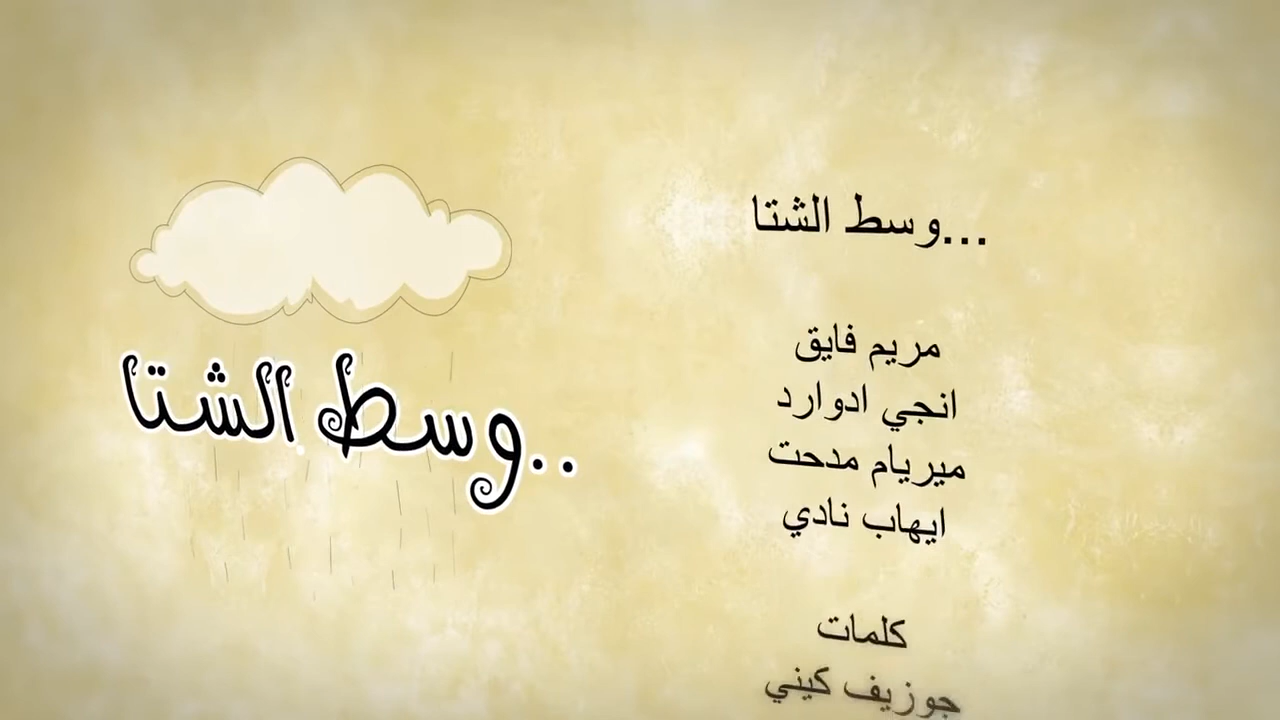 ..وسط الشتا
...وسط الشتا
مريم فايق
انجي ادوارد
ميريام مدحت
ايهاب نادي
كلمات
جوزيف كيني